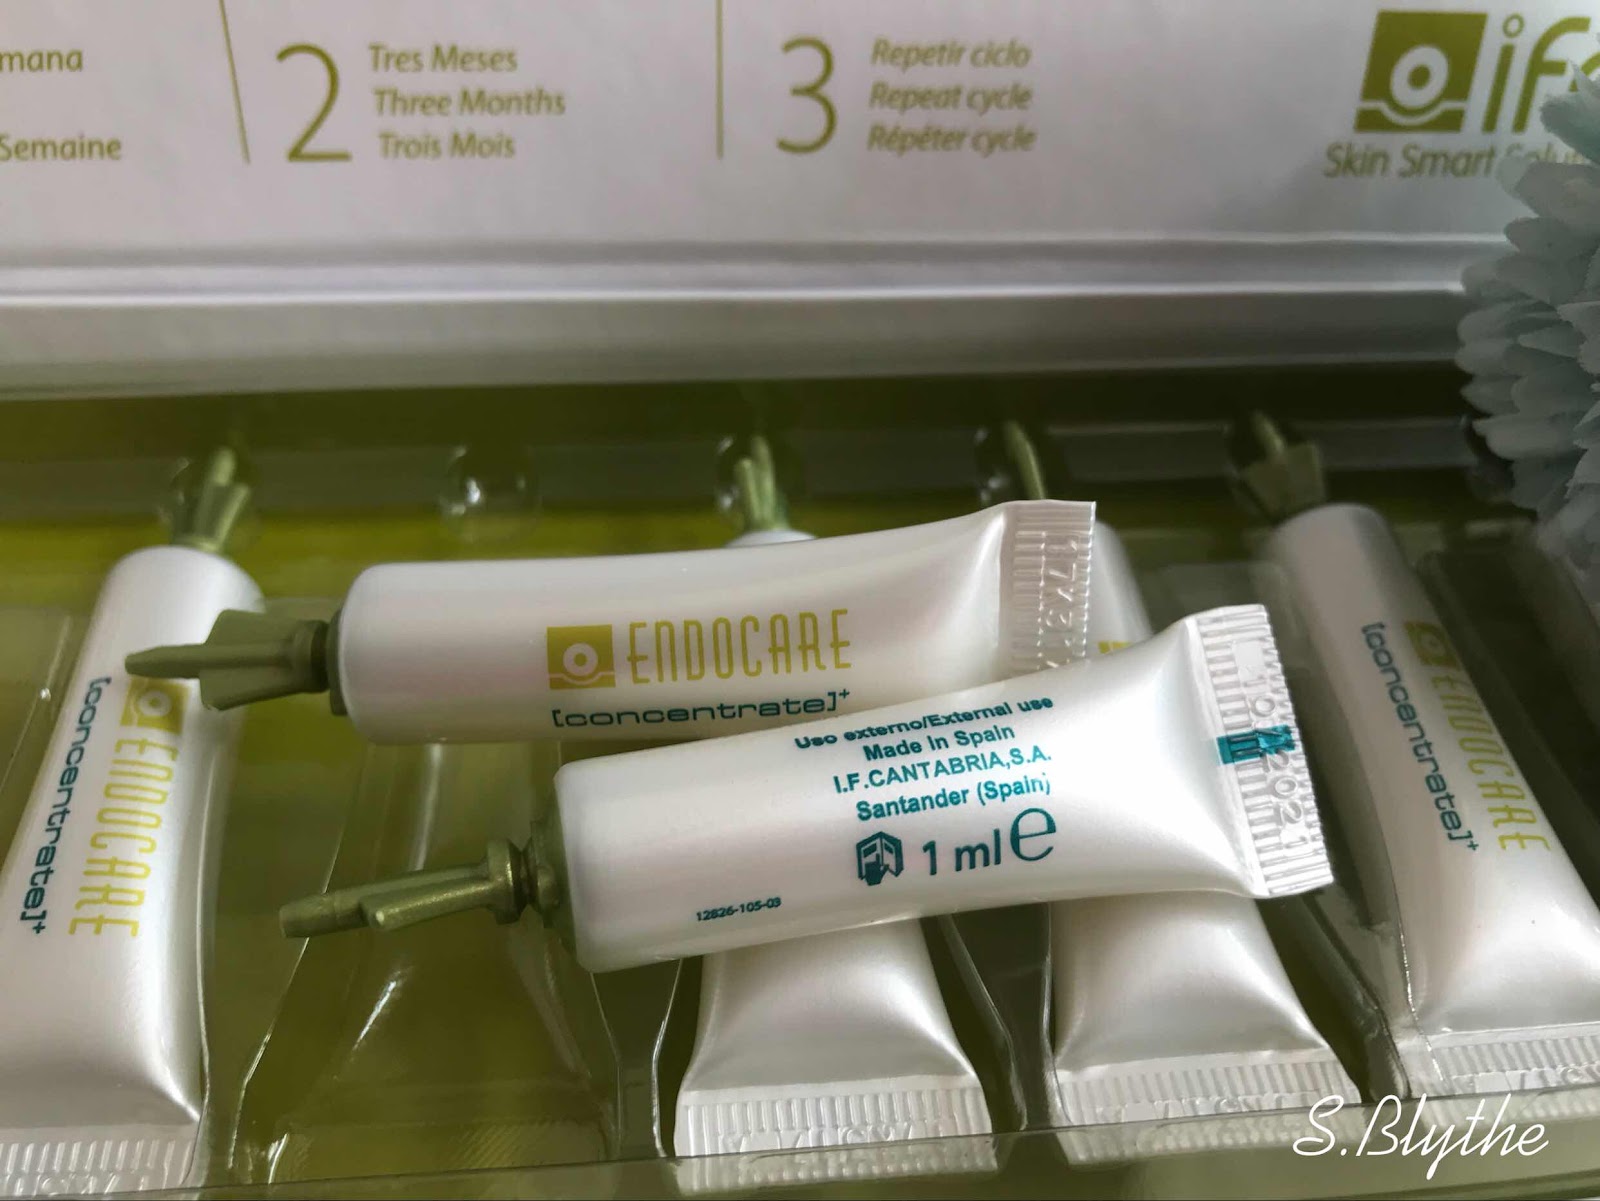 mana
Semaine
2
Tres Meses
Three Months
Trois Mois
3
Repetir ciclo
Repeat cycle
Répéter cycle
Skin Smart
ENDOCARE
[concentrate]+
Uso externo/External use
Made in Spain
I.F.CANTABRIA,S.A.
Santander (Spain)
1 ml e
12826-105-03
ENDOCARE
[concentrate]+
ENDOCARE
[concentrate]+
S.Blythe